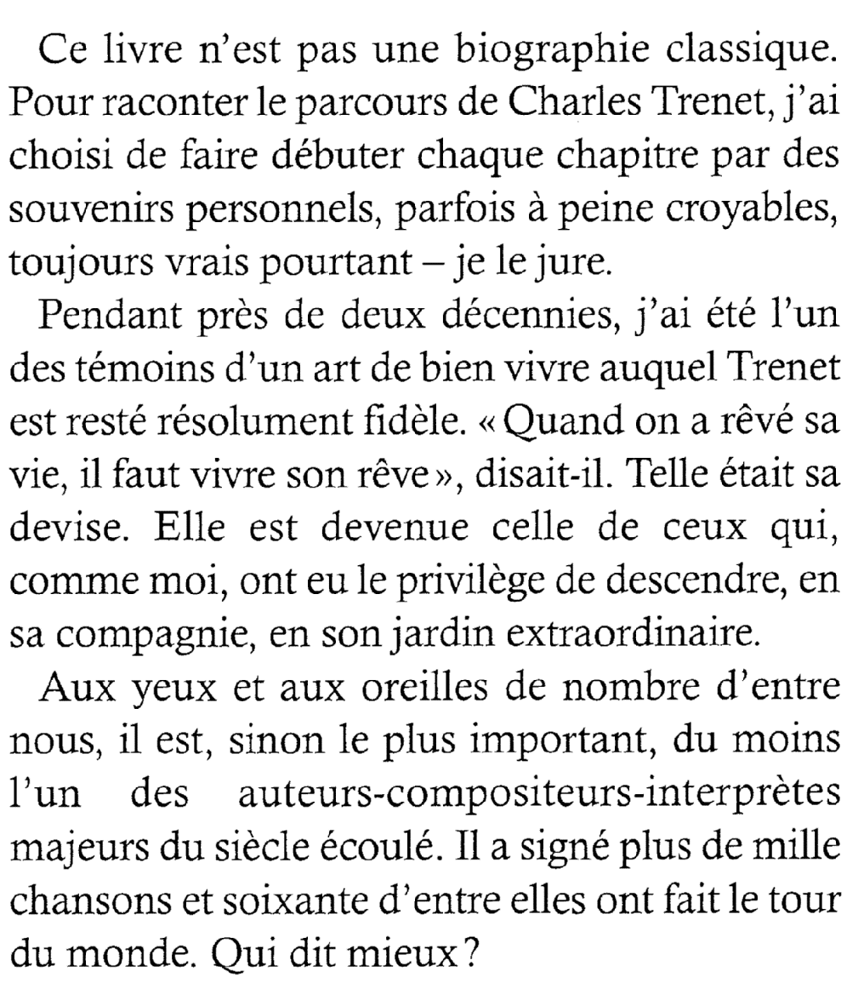 Ce livre n'est pas une biographie classique.
Pour raconter le parcours de Charles Trenet, j'ai
choisi de faire débuter chaque chapitre par des
souvenirs personnels, parfois à peine croyables,
toujours vrais pourtant – je le jure.
Pendant près de deux décennies, j'ai été l'un
des témoins d'un art de bien vivre auquel Trenet
est resté résolument fidèle. « Quand on a rêvé sa
vie, il faut vivre son rêve », disait-il. Telle était sa
devise. Elle est devenue celle de ceux qui,
comme moi, ont eu le privilège de descendre, en
sa compagnie, en son jardin extraordinaire.
Aux yeux et aux oreilles de nombre d'entre
nous, il est, sinon le plus important, du moins
l'un des auteurs-compositeurs-interprètes
majeurs du siècle écoulé. Il a signé plus de mille
chansons et soixante d'entre elles ont fait le tour
du monde. Qui dit mieux ?